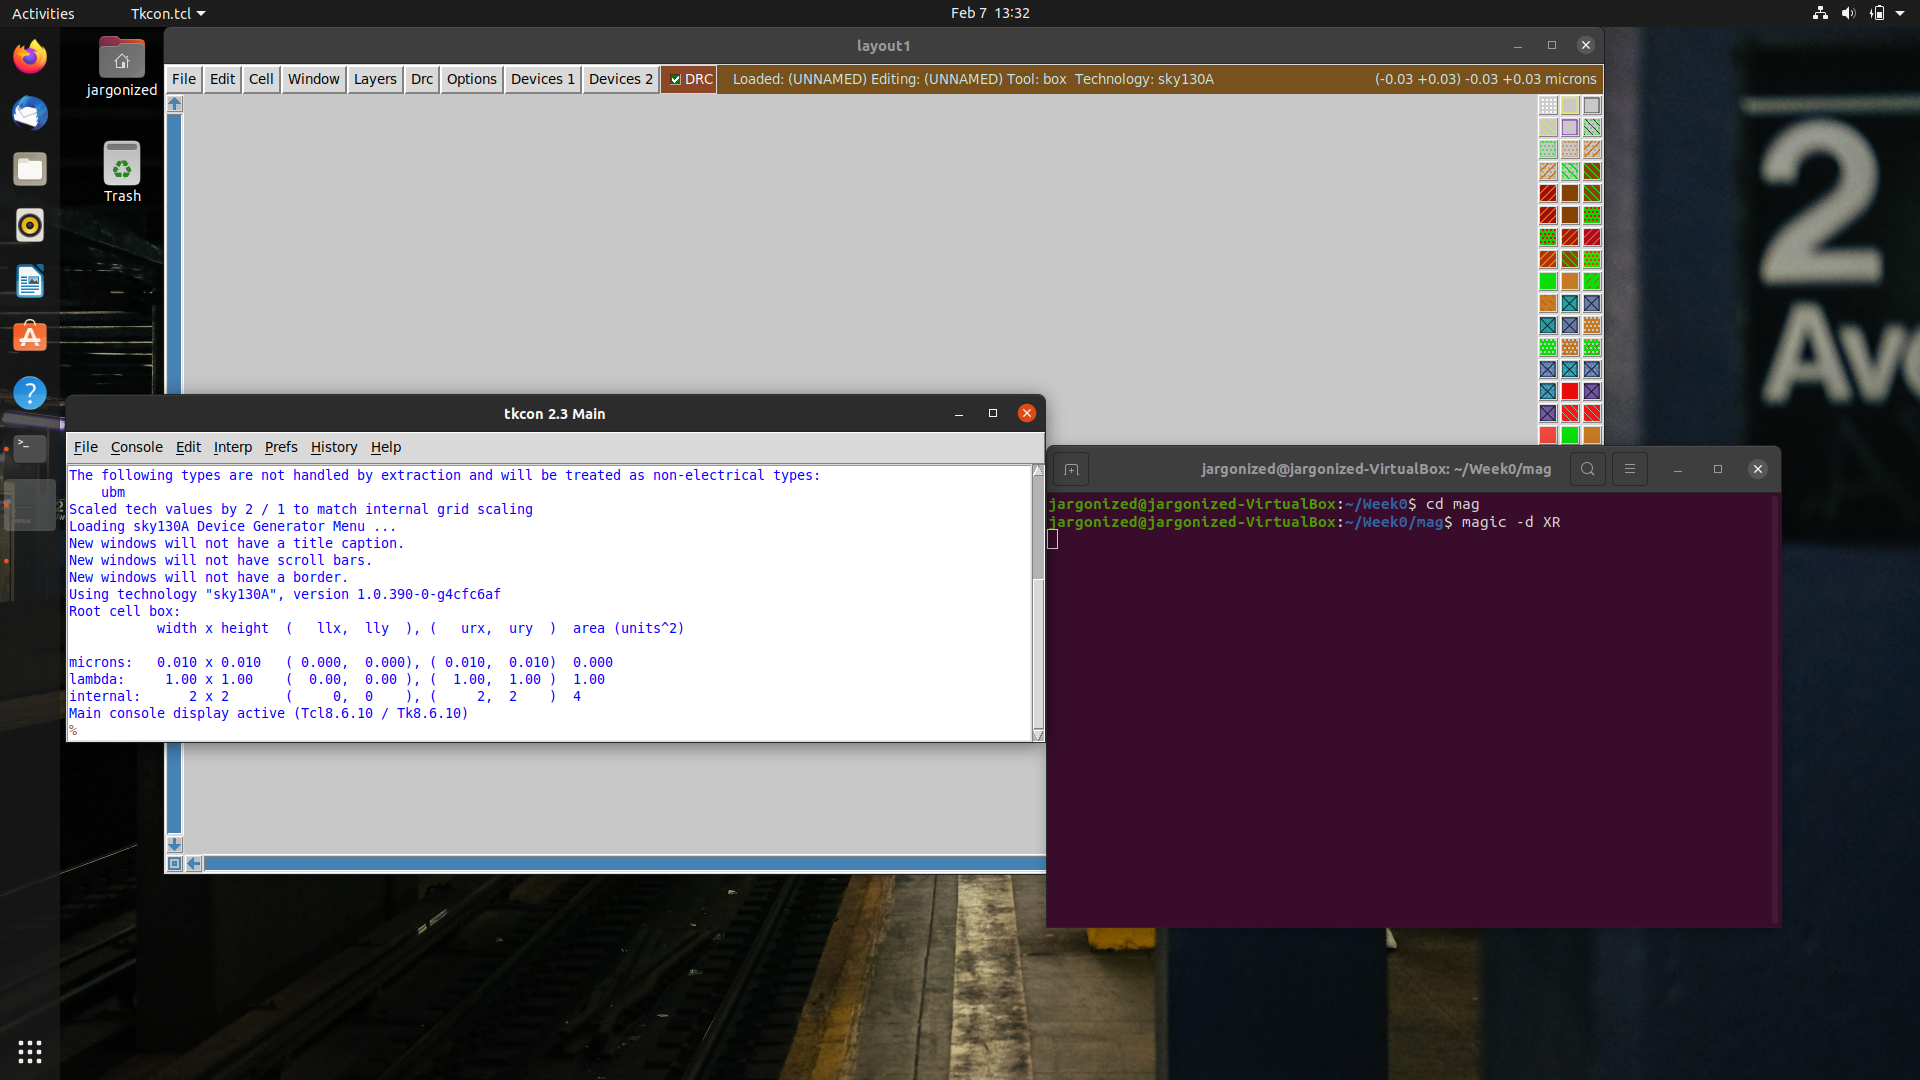 Activities
Tkcon.tcl
Feb 7 13:32
jargonized
Trash
layout1
File Edit Cell Window Layers Drc Options Devices 1 Devices 2 DRC Loaded: (UNNAMED) Editing: (UNNAMED) Tool: box Technology: sky130A (-0.03 +0.03) -0.03 +0.03 microns
2
tkcon 2.3 Main
File Console Edit Interp Prefs History Help
The following types are not handled by extraction and will be treated as non-electrical types:
ubm
Scaled tech values by 2 / 1 to match internal grid scaling
Loading sky130A Device Generator Menu ...
New windows will not have a title caption.
New windows will not have scroll bars.
New windows will not have a border.
Using technology "sky130A", version 1.0.390-0-g4cfc6af
Root cell box:
width x height ( llx, lly ), ( urx, ury ) area (units^2)
microns: 0.010 x 0.010 ( 0.000, 0.000), ( 0.010, 0.010) 0.000
lambda: 1.00 x 1.00 ( 0.00, 0.00 ), ( 1.00, 1.00 ) 1.00
internal: 2 x 2 ( 0, 0 ), ( 2, 2 ) 4
Main console display active (Tcl8.6.10 / Tk8.6.10)
%
jargonized@jargonized-VirtualBox: ~/Week0/mag
jargonized@jargonized-VirtualBox:~/Week0$ cd mag
jargonized@jargonized-VirtualBox:~/Week0/mag$ magic -d XR